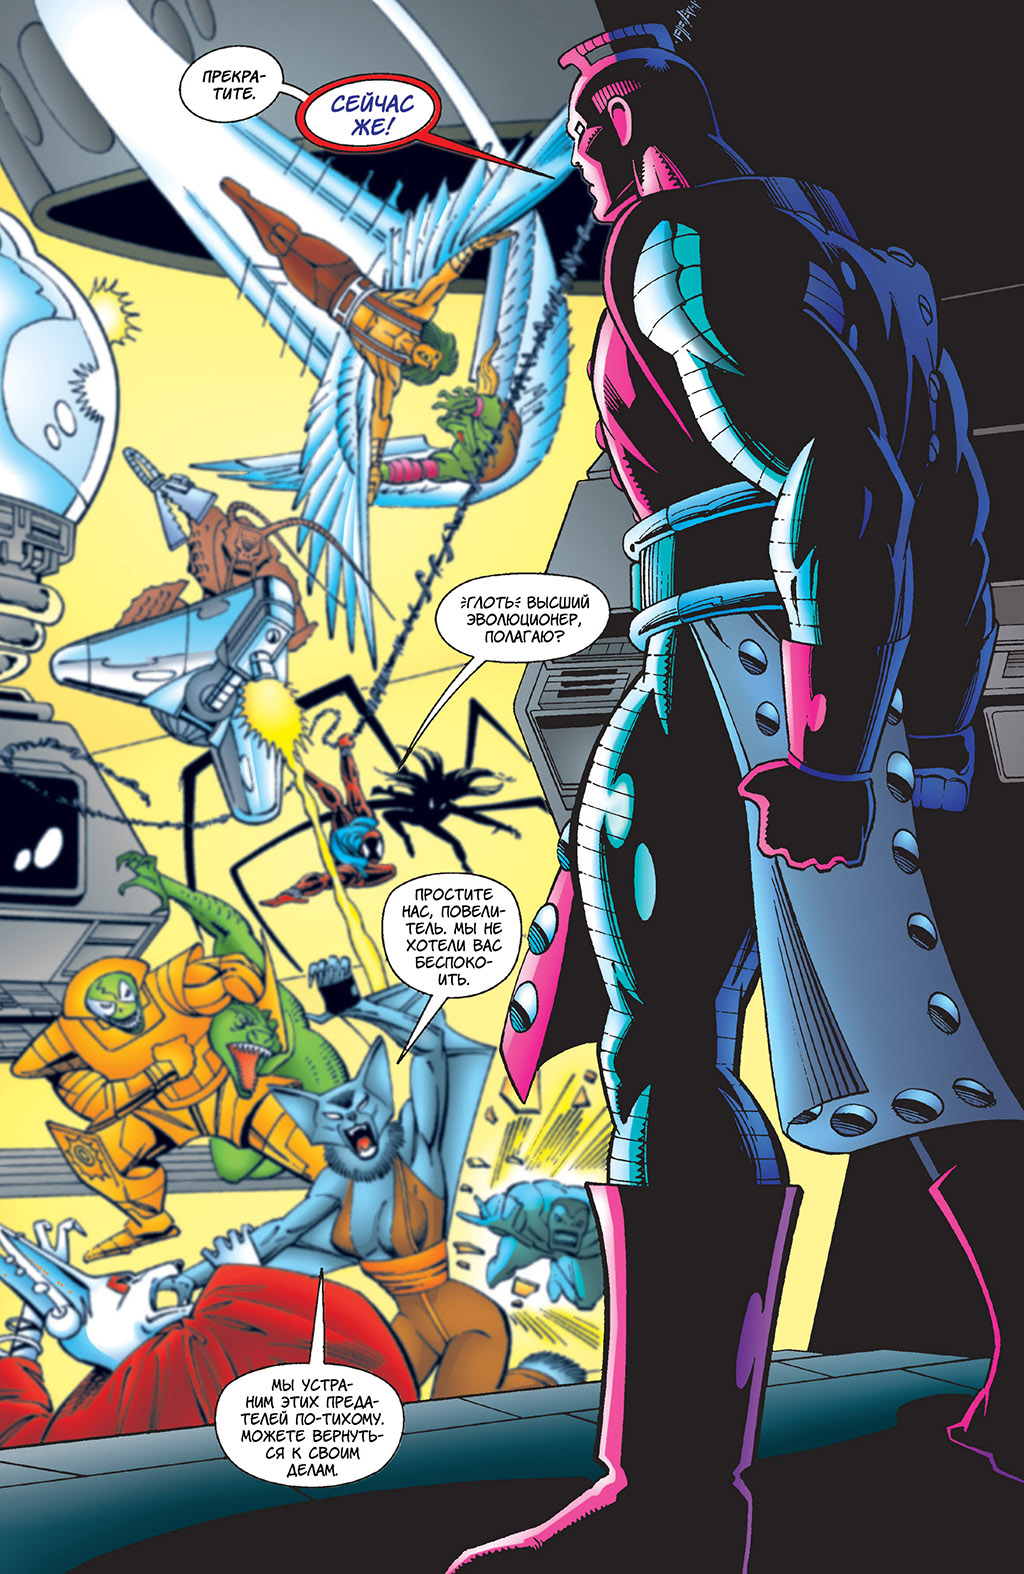 ПРЕКРА-
ТИТЕ.
СЕЙЧАС
ЖЕ!
ГЛОТЬ ВЫСШИЙ
ЭВОЛЮЦИОНЕР,
ПОЛАГАЮ?
ПРОСТИТЕ
НАС, ПОВЕЛИ-
ТЕЛЬ. МЫ НЕ
ХОТЕЛИ ВАС
БЕСПОКО-
ИТЬ.
МЫ УСТРА-
НИМ ЭТИХ ПРЕДА-
ТЕЛЕЙ ПО-ТИХОМУ.
МОЖЕТЕ ВЕРНУТЬ-
СЯ К СВОИМ
ДЕЛАМ.